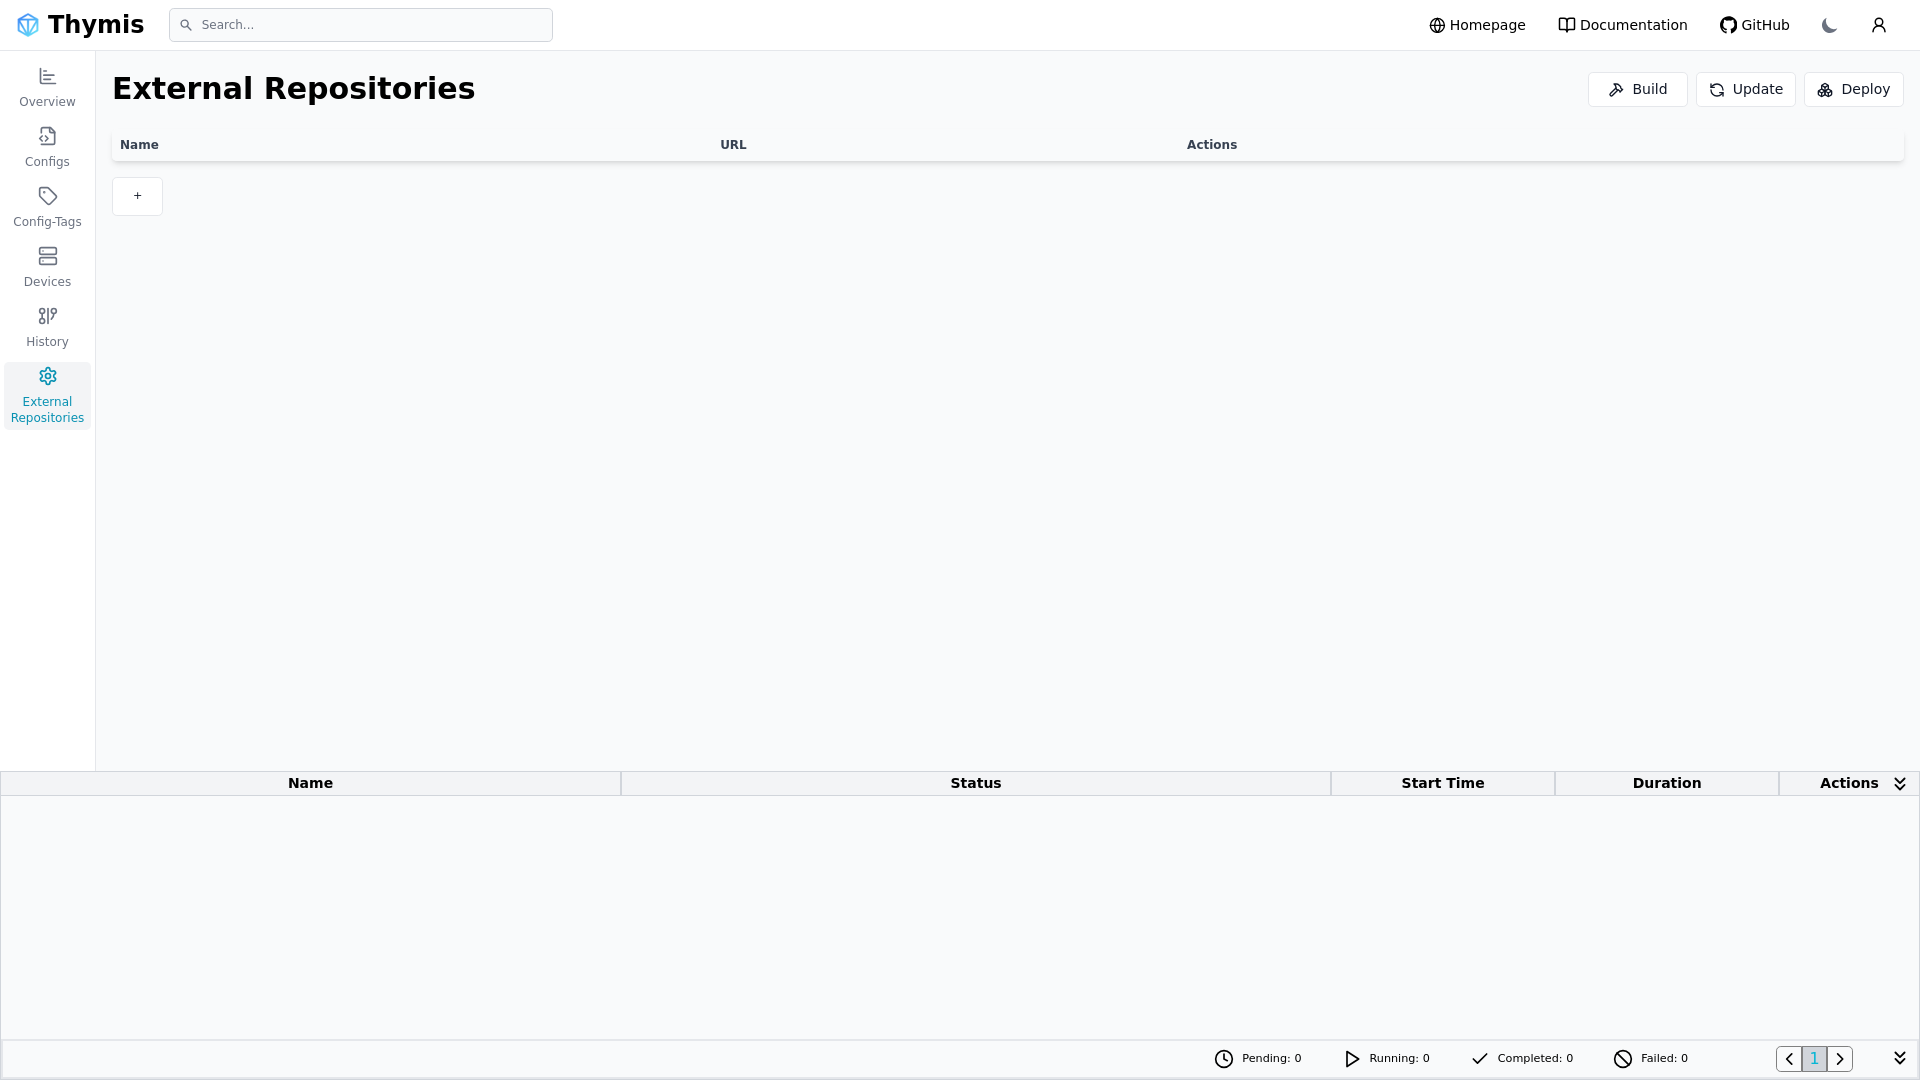 Thymis
Search...
Homepage
Documentation
GitHub
Overview
Configs
Config-Tags
Devices
History
External
Repositories
External Repositories
Build
Update
Deploy
Name URL Actions
+
Name Status Start Time Duration Actions
Pending: 0 Running: 0 Completed: 0 Failed: 0 1